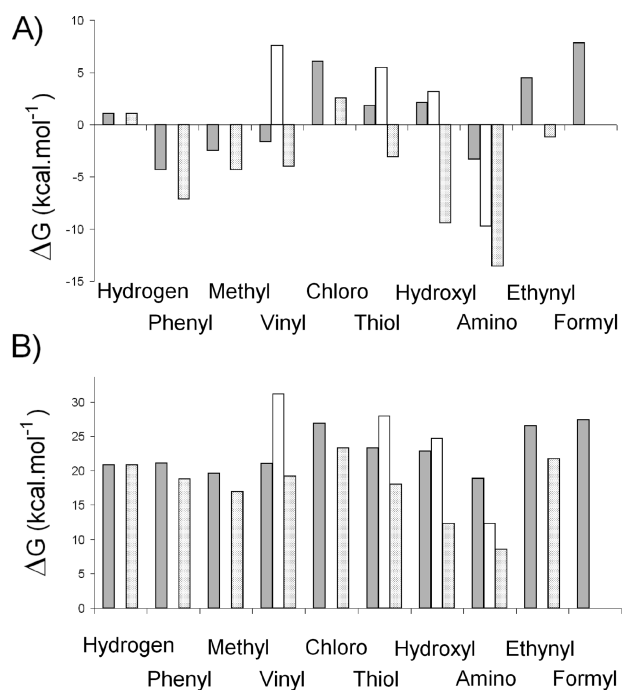 A)
ΔG (kcal.mol⁻¹)
10
5
0
-5
-10
-15
Hydrogen Methyl Chloro Hydroxyl Ethynyl
Phenyl Vinyl Thiol Amino Formyl
B)
ΔG (kcal.mol⁻¹)
30
25
20
15
10
5
0
Hydrogen Methyl Chloro Hydroxyl Ethynyl
Phenyl Vinyl Thiol Amino Formyl